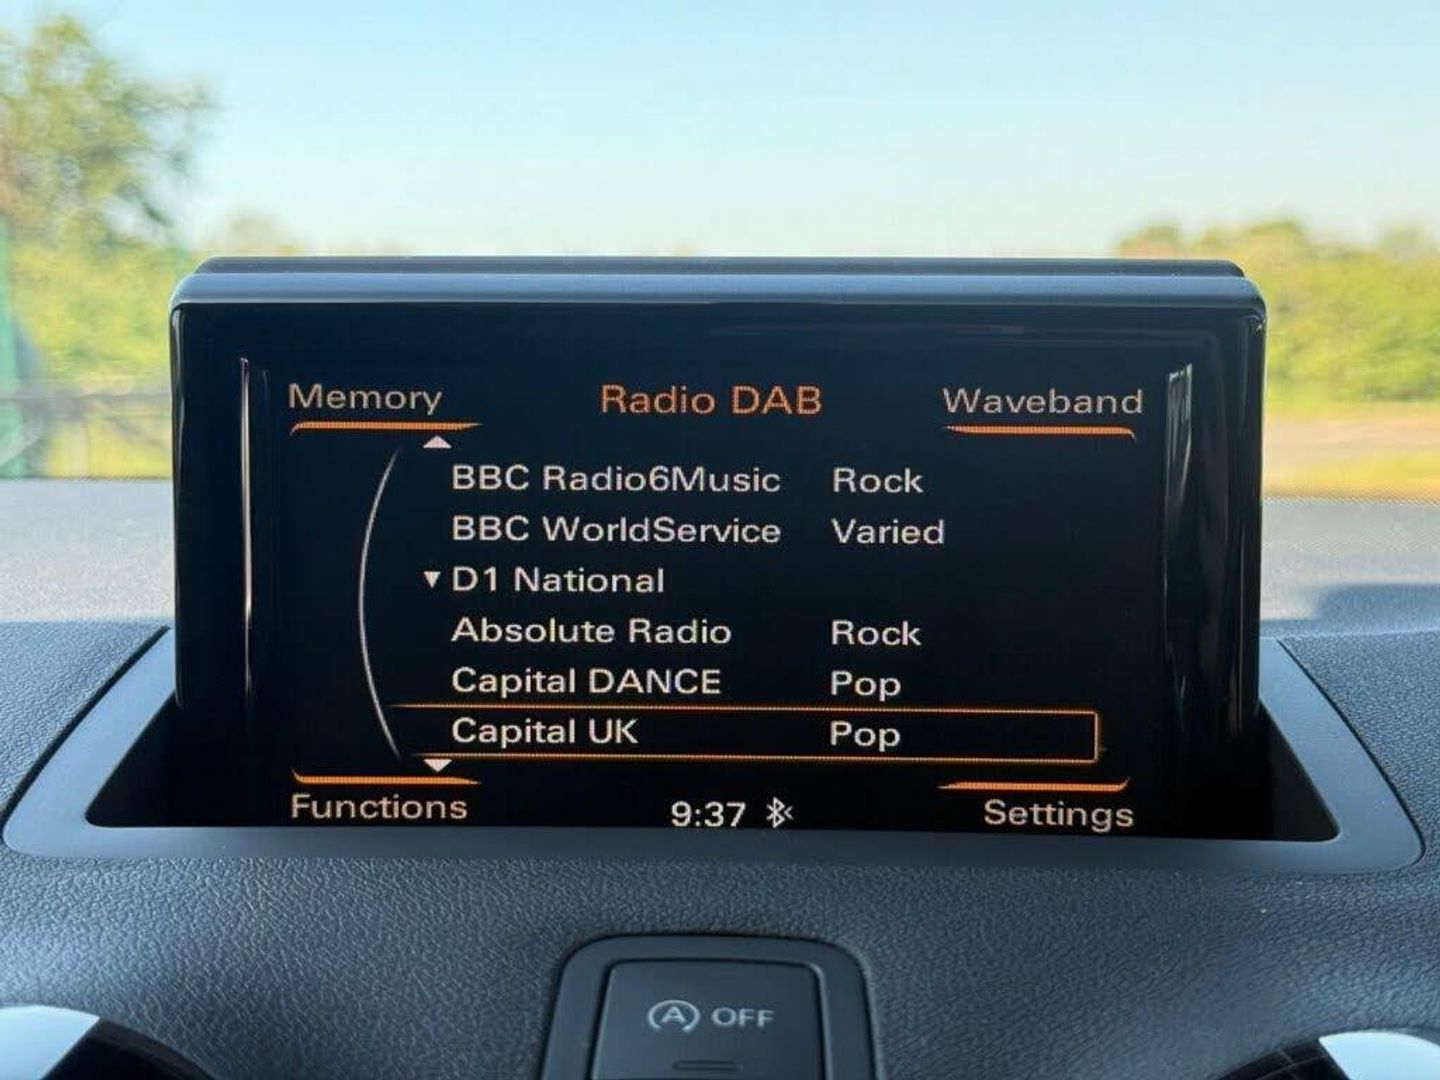 Memory Radio DAB Waveband
BBC Radio6Music Rock
BBC WorldService Varied
D1 National
Absolute Radio Rock
Capital DANCE Pop
Capital UK Pop
Functions 9:37 Settings
A OFF